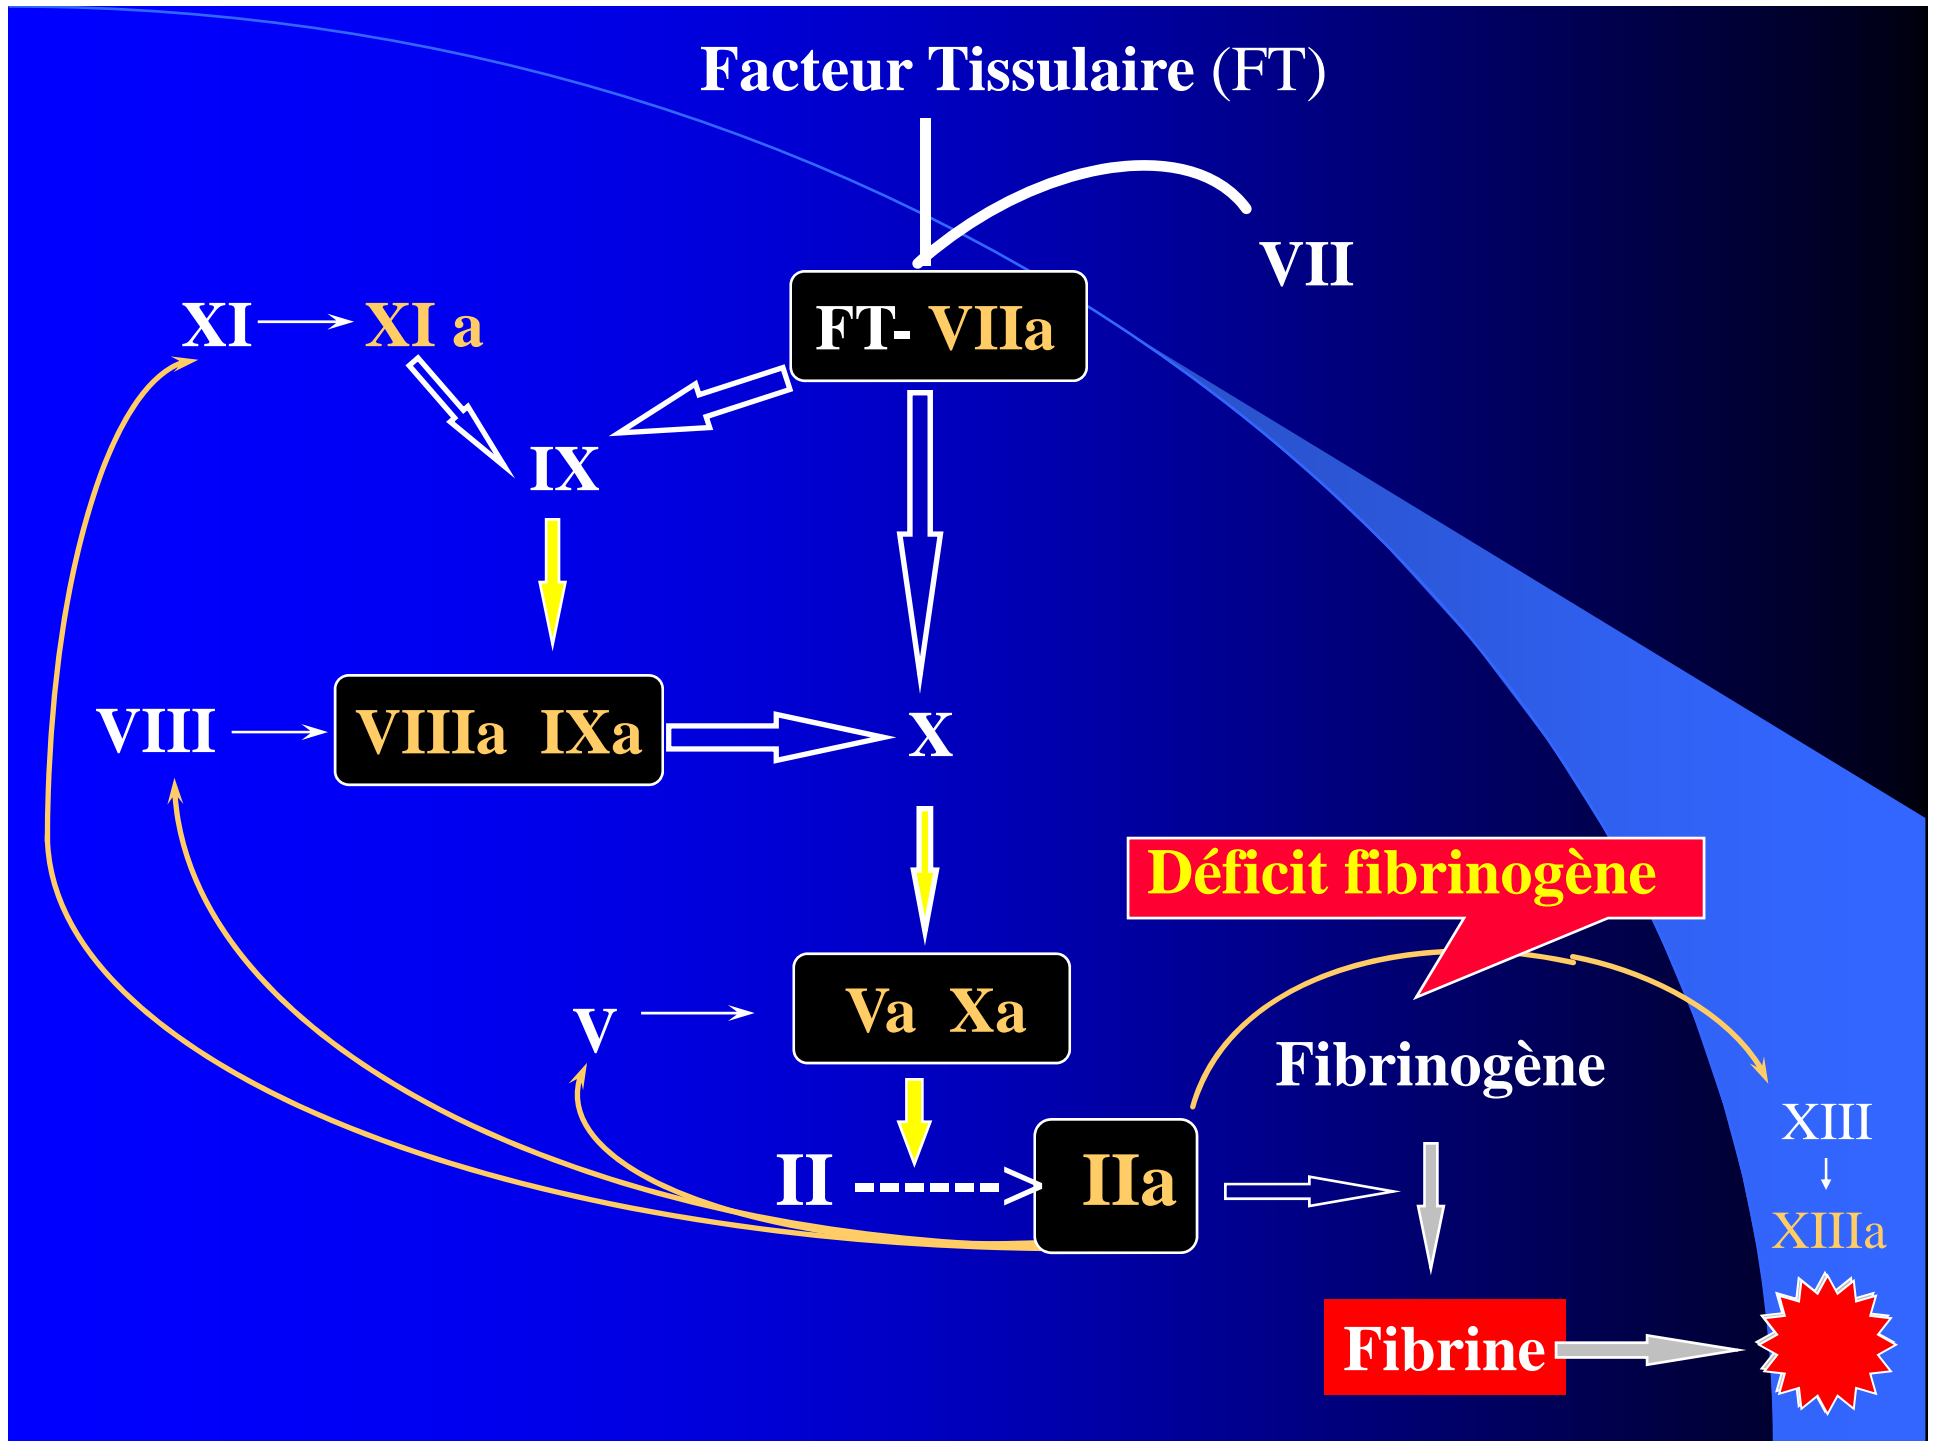 Facteur Tissulaire (FT)
VII
XI
XI a
FT- VIIa
IX
VIII
VIIIa IXa
X
Déficit fibrinogène
V
Va Xa
Fibrinogène
XIII
II
IIa
XIIIa
Fibrine